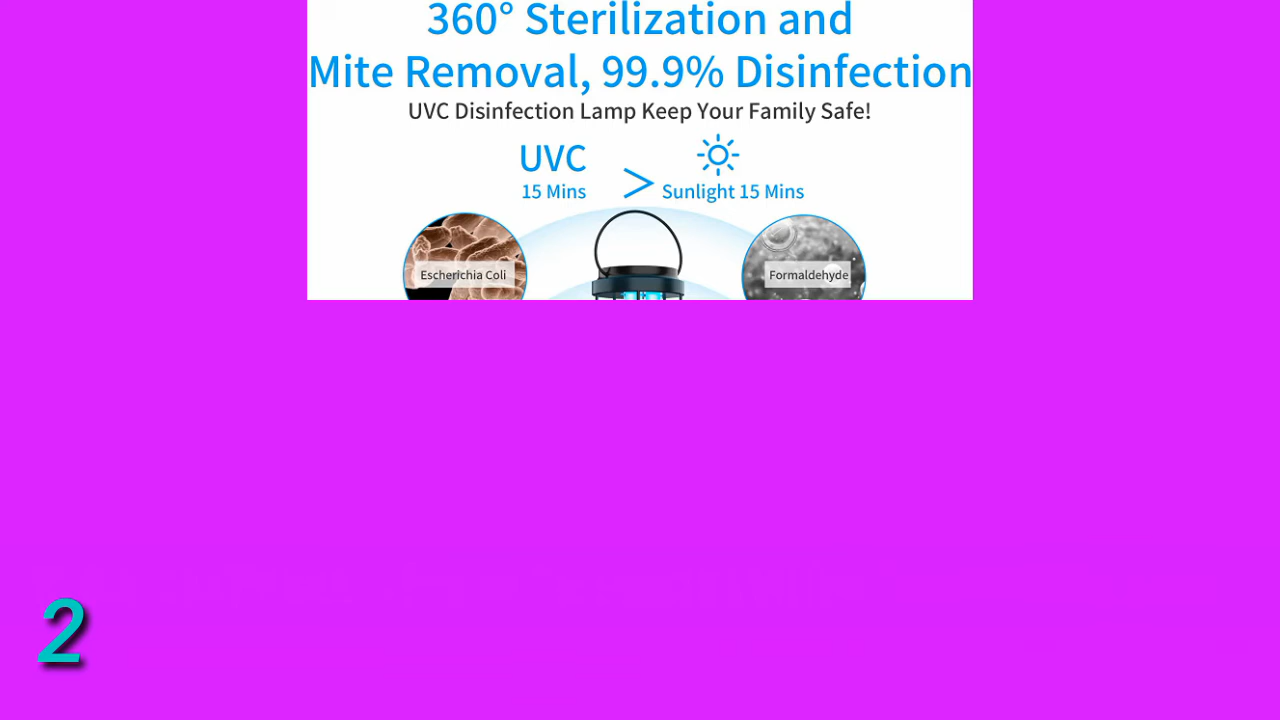 360° Sterilization and
Mite Removal, 99.9% Disinfection
UVC Disinfection Lamp Keep Your Family Safe!
UVC
15 Mins
>
Sunlight 15 Mins
Escherichia Coli
Formaldehyde
2